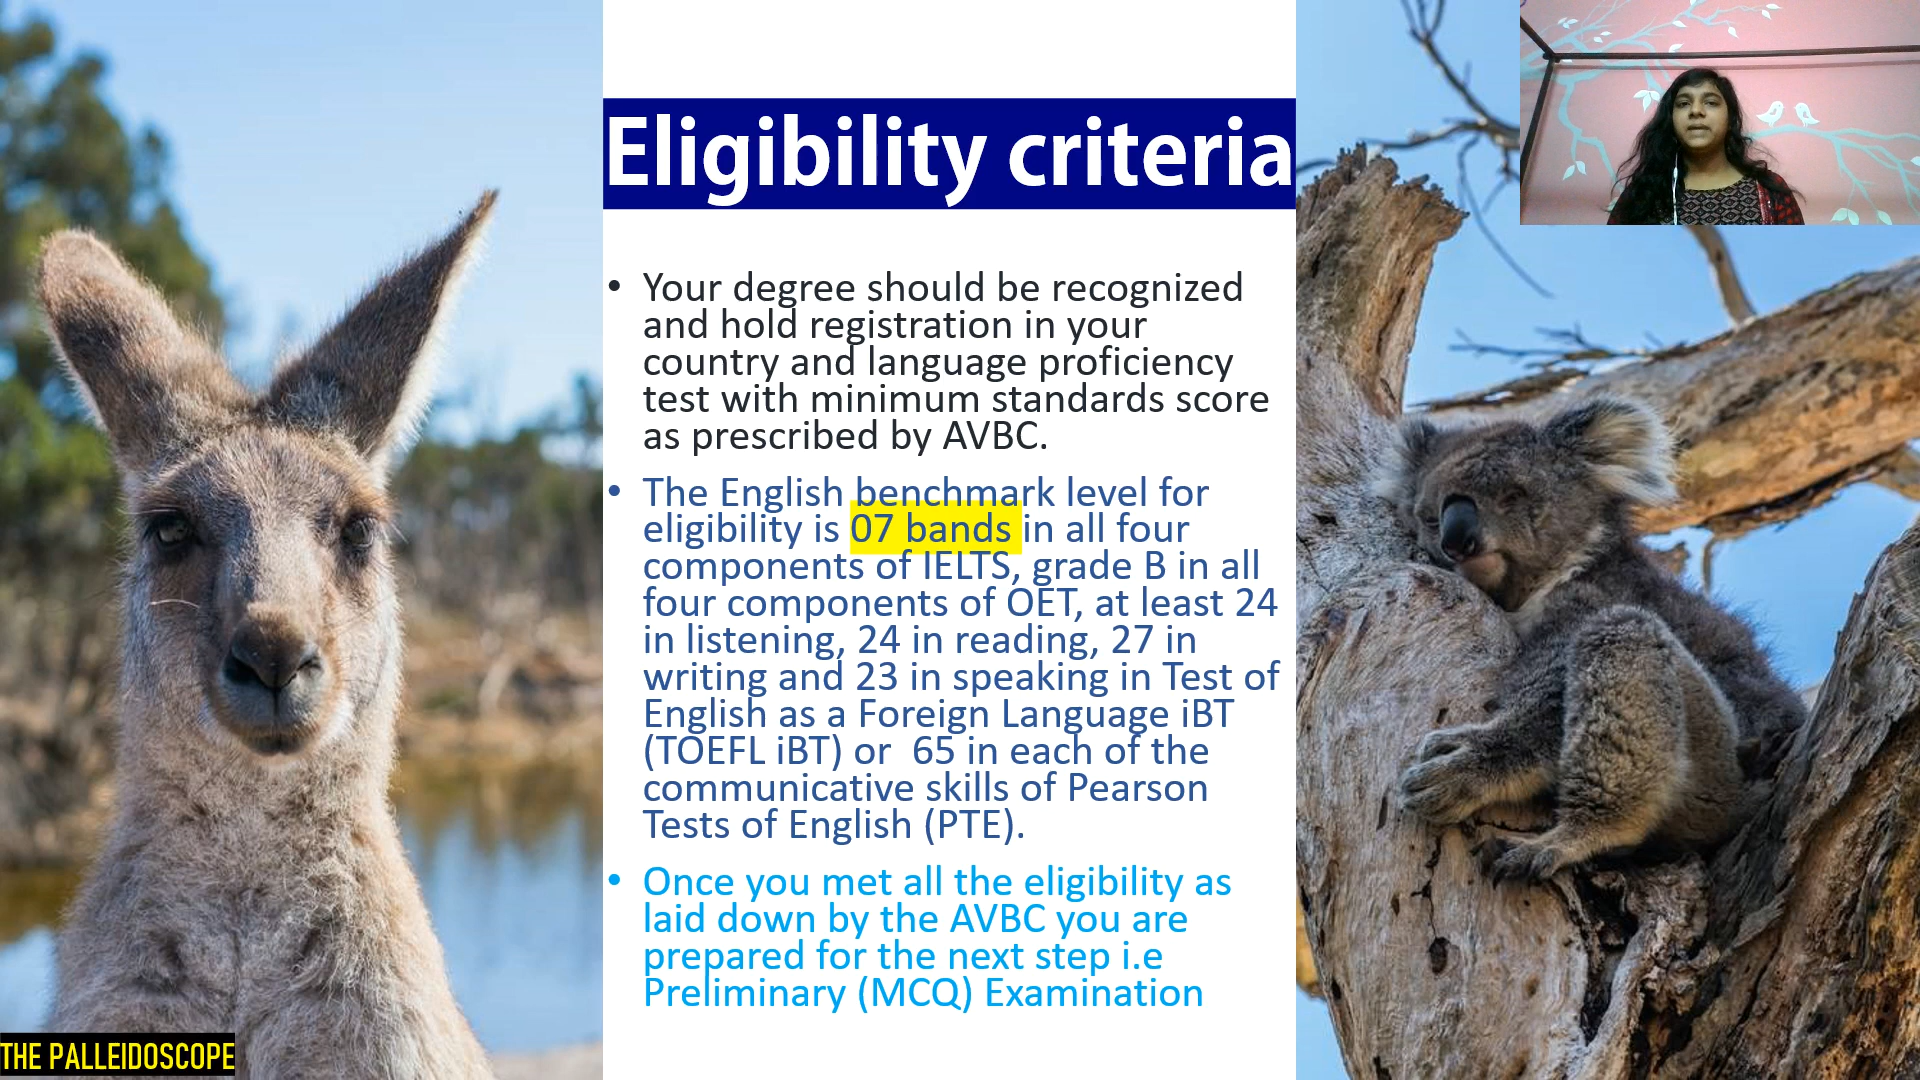 Eligibility criteria
• Your degree should be recognized
and hold registration in your
country and language proficiency
test with minimum standards score
as prescribed by AVBC.
• The English benchmark level for
eligibility is 07 bands in all four
components of IELTS, grade B in all
four components of OET, at least 24
in listening, 24 in reading, 27 in
writing and 23 in speaking in Test of
English as a Foreign Language iBT
(TOEFL iBT) or  65 in each of the
communicative skills of Pearson
Tests of English (PTE).
• Once you met all the eligibility as
laid down by the AVBC you are
prepared for the next step i.e
Preliminary (MCQ) Examination
THE PALLEIDOSCOPE